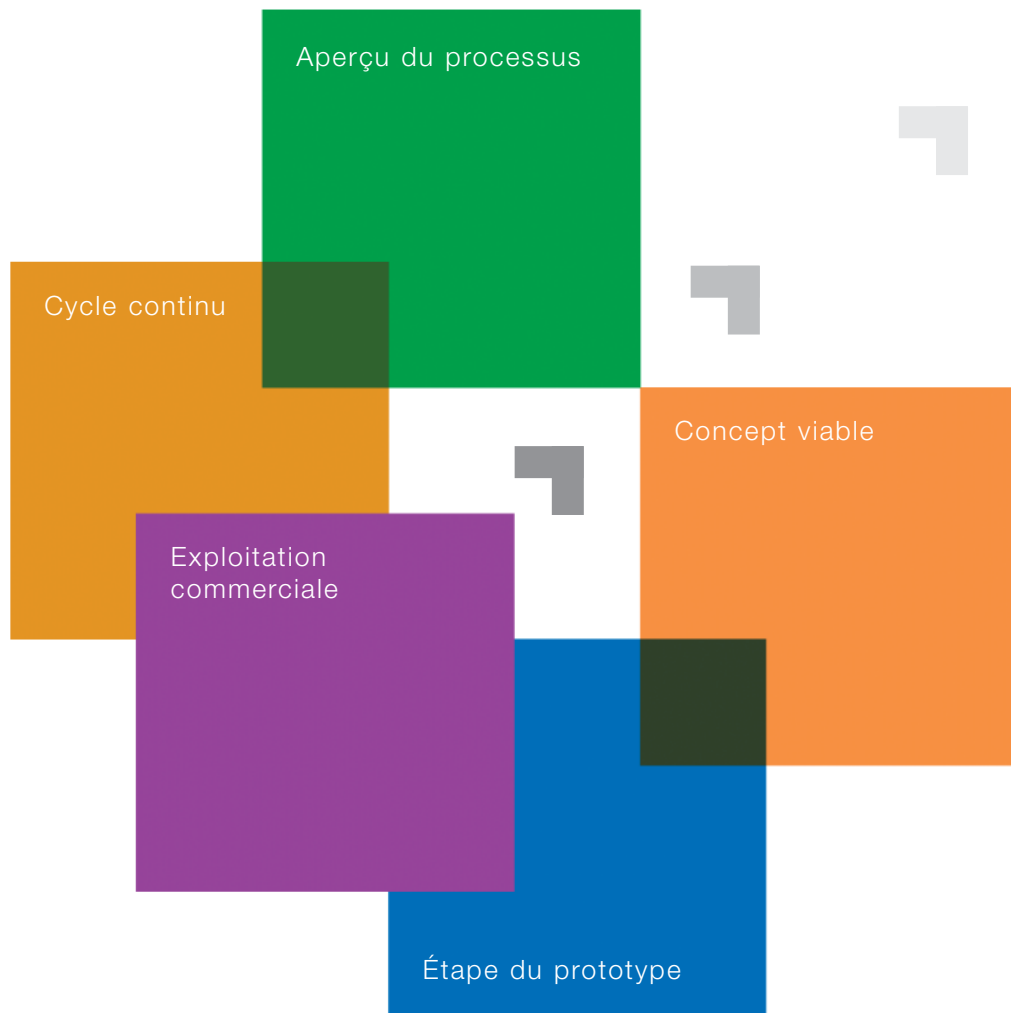 Aperçu du processus
Cycle continu
Concept viable
Exploitation
commerciale
Étape du prototype